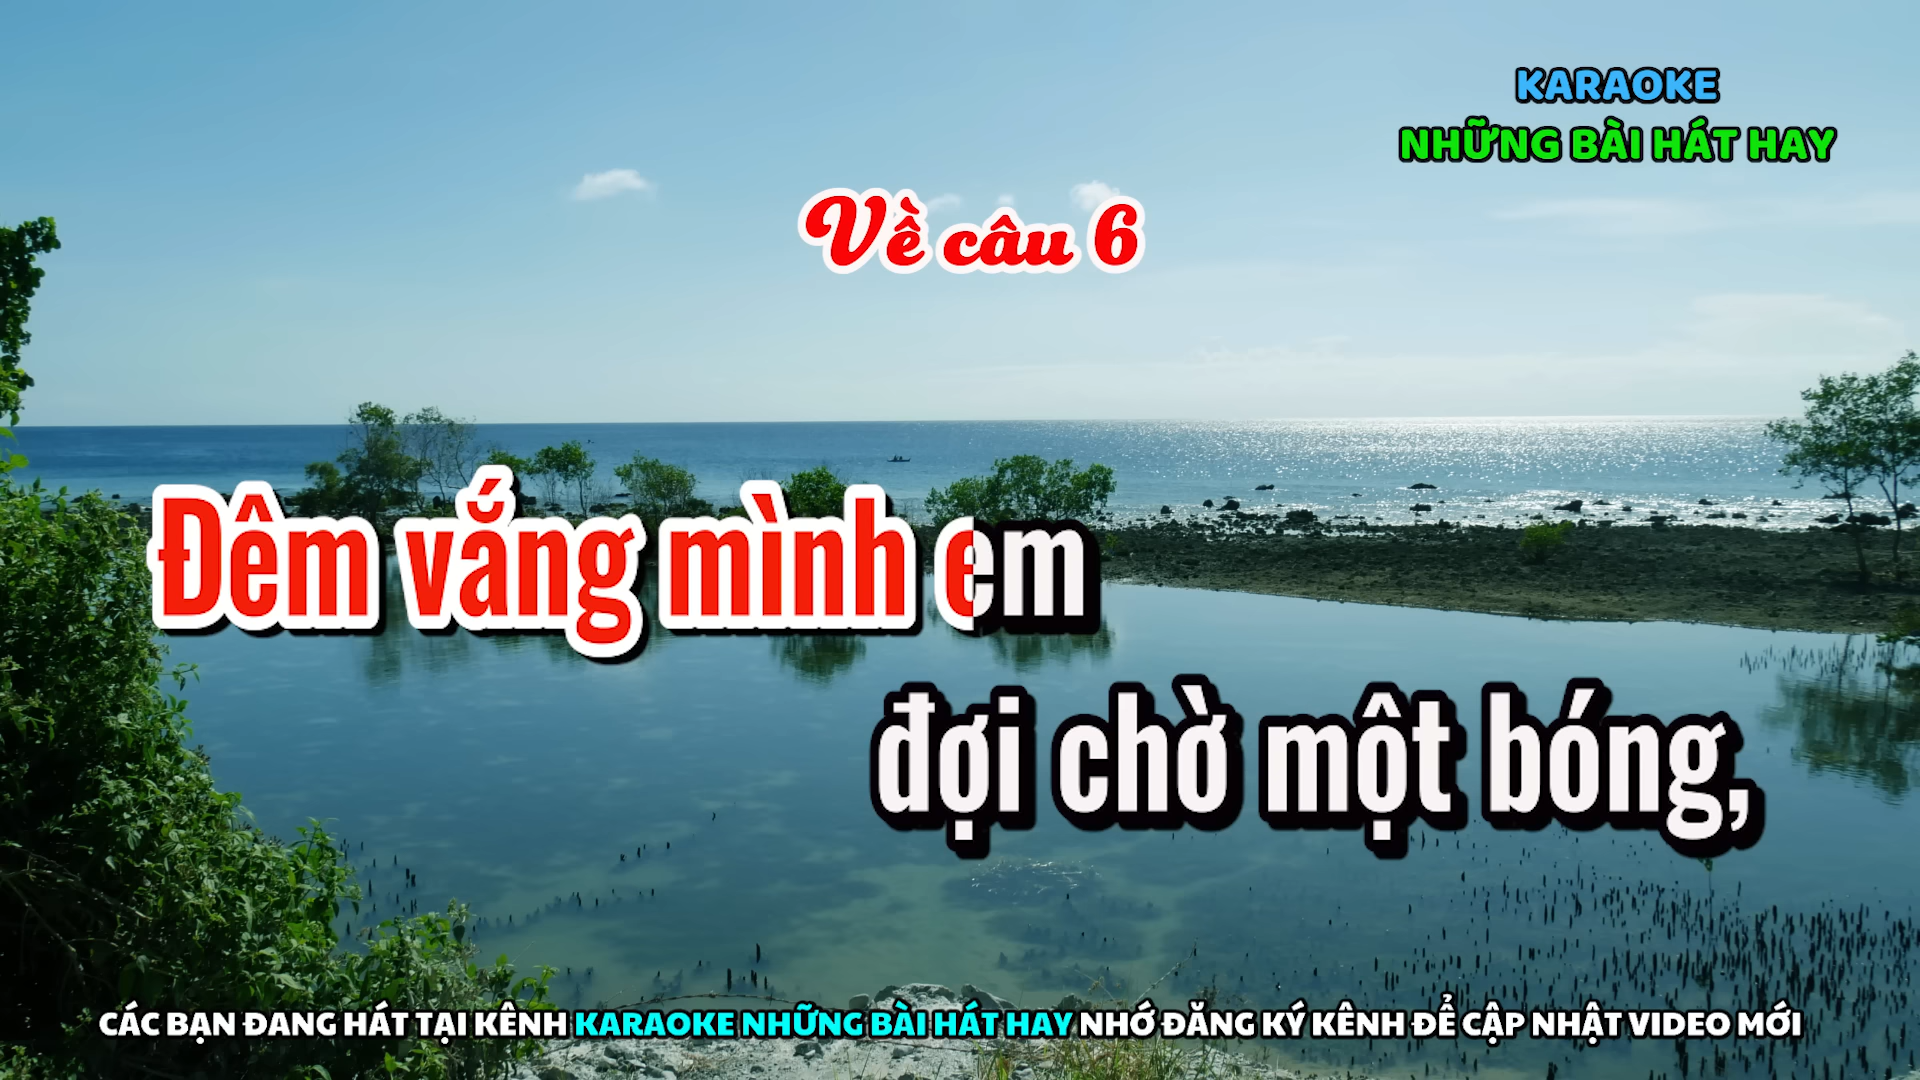 KARAOKE
NHỮNG BÀI HÁT HAY
Về câu 6
Đêm vắng mình em
đợi chờ một bóng,
CÁC BẠN ĐANG HÁT TẠI KÊNH KARAOKE NHỮNG BÀI HÁT HAY NHỚ ĐĂNG KÝ KÊNH ĐỂ CẬP NHẬT VIDEO MỚI